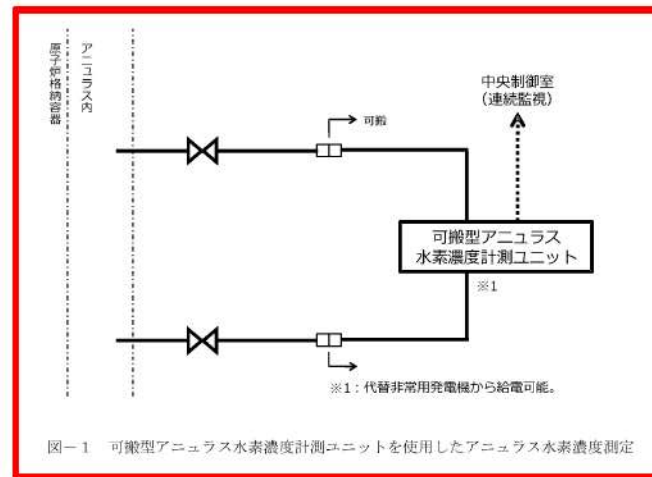 原子炉格納容器
アニュラス内
中央制御室
（連続監視）
可搬
可搬型アニュラス
水素濃度計測ユニット
※1
※1：代替非常用発電機から給電可能。
図－1　可搬型アニュラス水素濃度計測ユニットを使用したアニュラス水素濃度測定